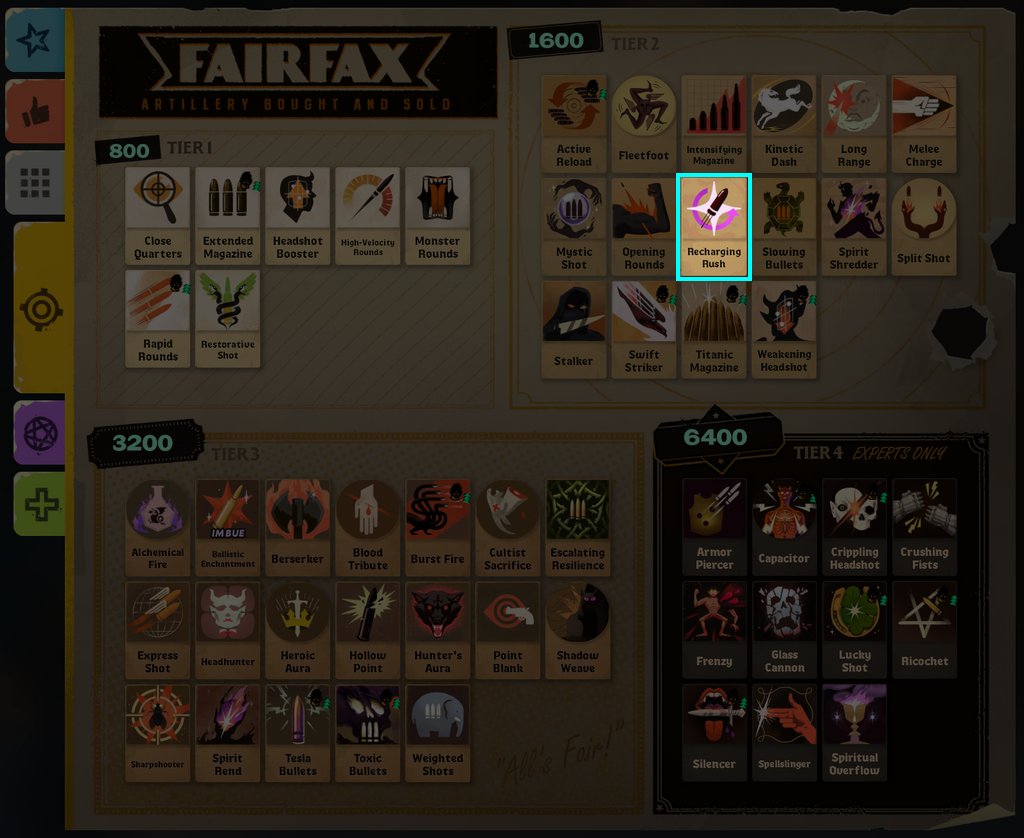 FAIRFAX
ARTILLERY BOUGHT AND SOLD
800 TIER 1
Close
Quarters
Extended
Magazine
Headshot
Booster
High-Velocity
Rounds
Monster
Rounds
Rapid
Rounds
Restorative
Shot
1600 TIER 2
Active
Reload
Fleetfoot
Intensifying
Magazine
Kinetic
Dash
Long
Range
Melee
Charge
Mystic
Shot
Opening
Rounds
Recharging
Rush
Slowing
Bullets
Spirit
Shredder
Split Shot
Stalker
Swift
Striker
Titanic
Magazine
Weakening
Headshot
3200 TIER 3
Alchemical
Fire
IMBUE
Ballistic
Enchantment
Berserker
Blood
Tribute
Burst Fire
Cultist
Sacrifice
Escalating
Resilience
Express
Shot
Headhunter
Heroic
Aura
Hollow
Point
Hunter's
Aura
Point
Blank
Shadow
Weave
Sharpshooter
Spirit
Rend
Tesla
Bullets
Toxic
Bullets
Weighted
Shots
"All's Fair!"
6400 TIER 4 EXPERTS ONLY
Armor
Piercer
Capacitor
Crippling
Headshot
Crushing
Fists
Frenzy
Glass
Cannon
Lucky
Shot
Ricochet
Silencer
Spellslinger
Spiritual
Overflow